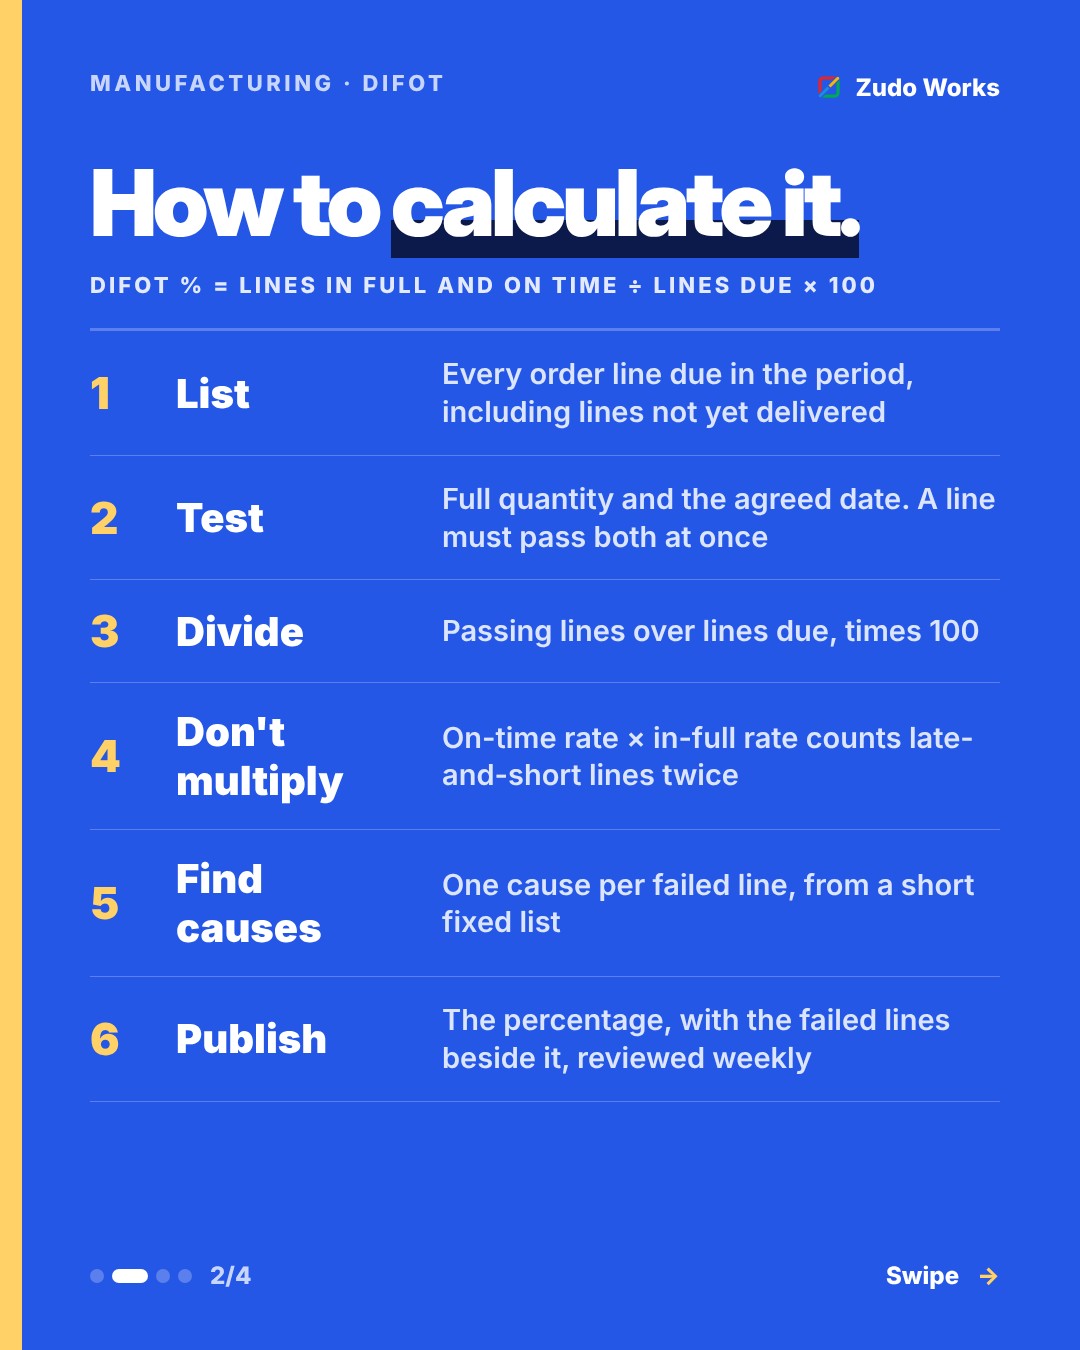 MANUFACTURING · DIFOT
Zudo Works
How to calculate it.
DIFOT % = LINES IN FULL AND ON TIME ÷ LINES DUE × 100
1
List
Every order line due in the period,
including lines not yet delivered
2
Test
Full quantity and the agreed date. A line
must pass both at once
3
Divide
Passing lines over lines due, times 100
4
Don't
multiply
On-time rate × in-full rate counts late-
and-short lines twice
5
Find
causes
One cause per failed line, from a short
fixed list
6
Publish
The percentage, with the failed lines
beside it, reviewed weekly
2/4
Swipe →